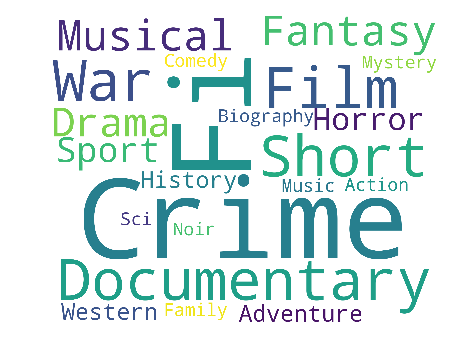 Musical
Fantasy
Comedy
Mystery
War
Fi
Film
Drama
Biography
Horror
Sport
Short
History
Music
Action
Crime
Sci
Noir
Documentary
Western
Family
Adventure